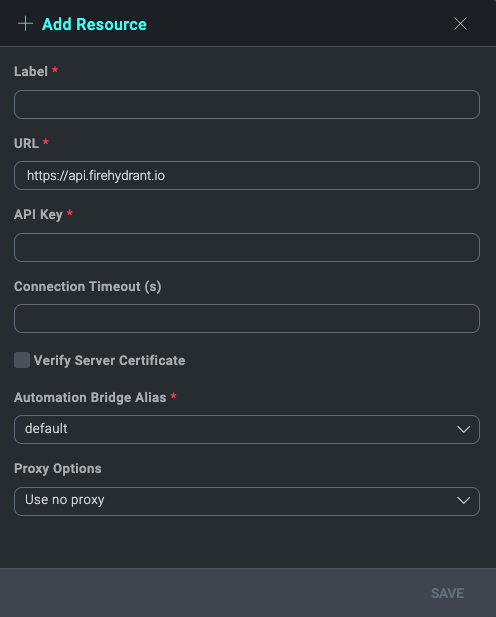 Add Resource
Label *
URL *
https://api.firehydrant.io
API Key *
Connection Timeout (s)
Verify Server Certificate
Automation Bridge Alias *
default
Proxy Options
Use no proxy
SAVE